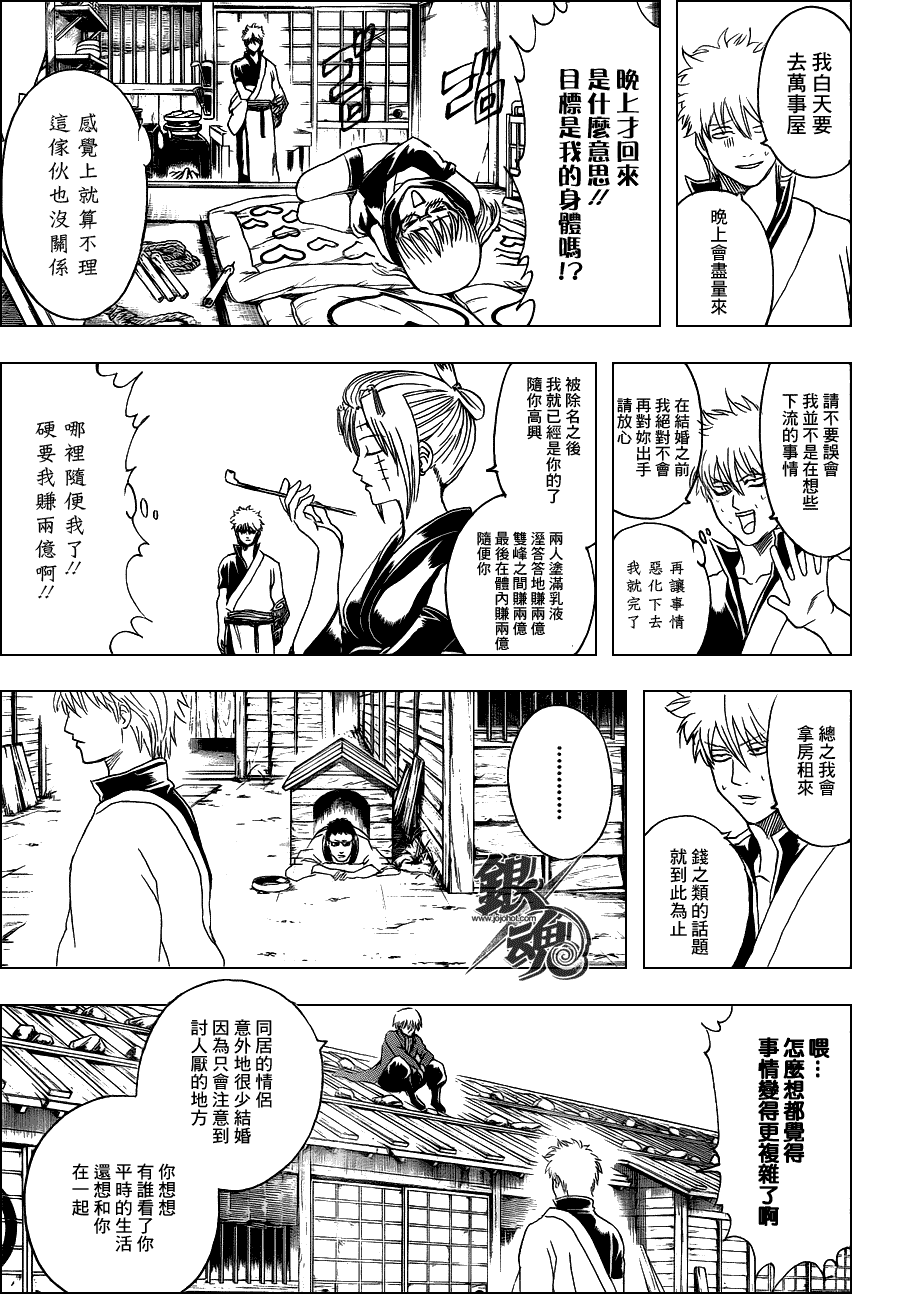 我白天要
去萬事屋
晚上會盡量來
晚上才回來
是什麼意思!!
目標是我的身體嗎!?
感覺上就算不理
這傢伙也沒關係
請不要誤會
我並不是在想些
下流的事情
在結婚之前
我絕對不會
再對妳出手
請放心
再讓事情
惡化下去
我就完了
被除名之後
我就已經是你的了
隨你高興
兩人塗滿乳液
溼答答地賺兩億
雙峰之間賺兩億
最後在體內賺兩億
隨便你
哪裡隨便我了!!
硬要我賺兩億啊!!
總之我會
拿房租來
錢之類的話題
就到此為止
…………
銀魂
www.jojohot.com
喂…
怎麼想都覺得
事情變得更複雜了啊
同居的情侶
意外地很少結婚
因為只會注意到
討人厭的地方
你想想
有誰看了你
平時的生活
還想和你
在一起